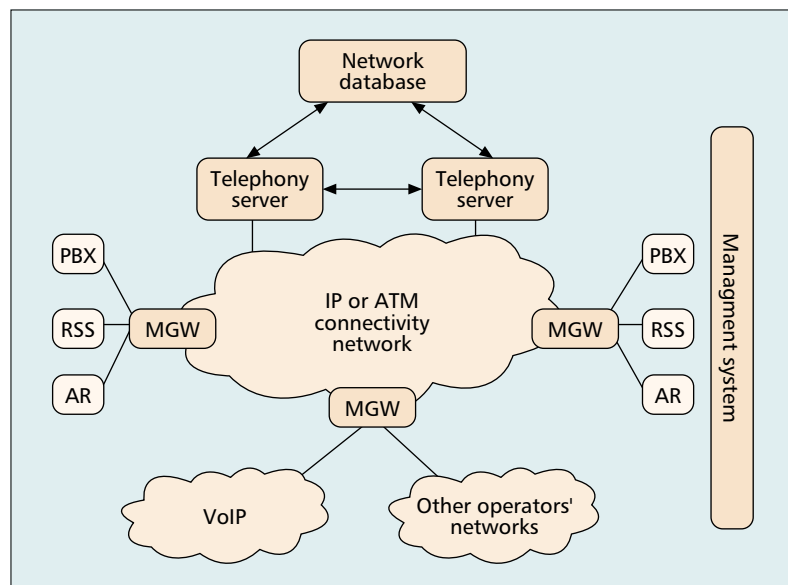 Network
database
Telephony
server
Telephony
server
PBX
RSS
AR
MGW
IP or ATM
connectivity
network
MGW
PBX
RSS
AR
Managment system
MGW
VoIP
Other operators'
networks